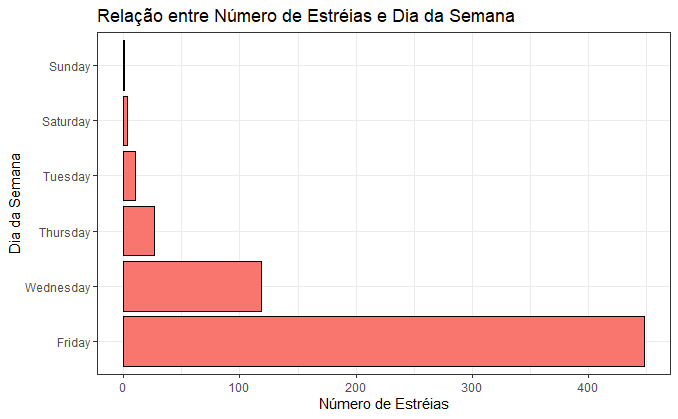 Relação entre Número de Estréias e Dia da Semana
Dia da Semana
Sunday
Saturday
Tuesday
Thursday
Wednesday
Friday
0 100 200 300 400
Número de Estréias